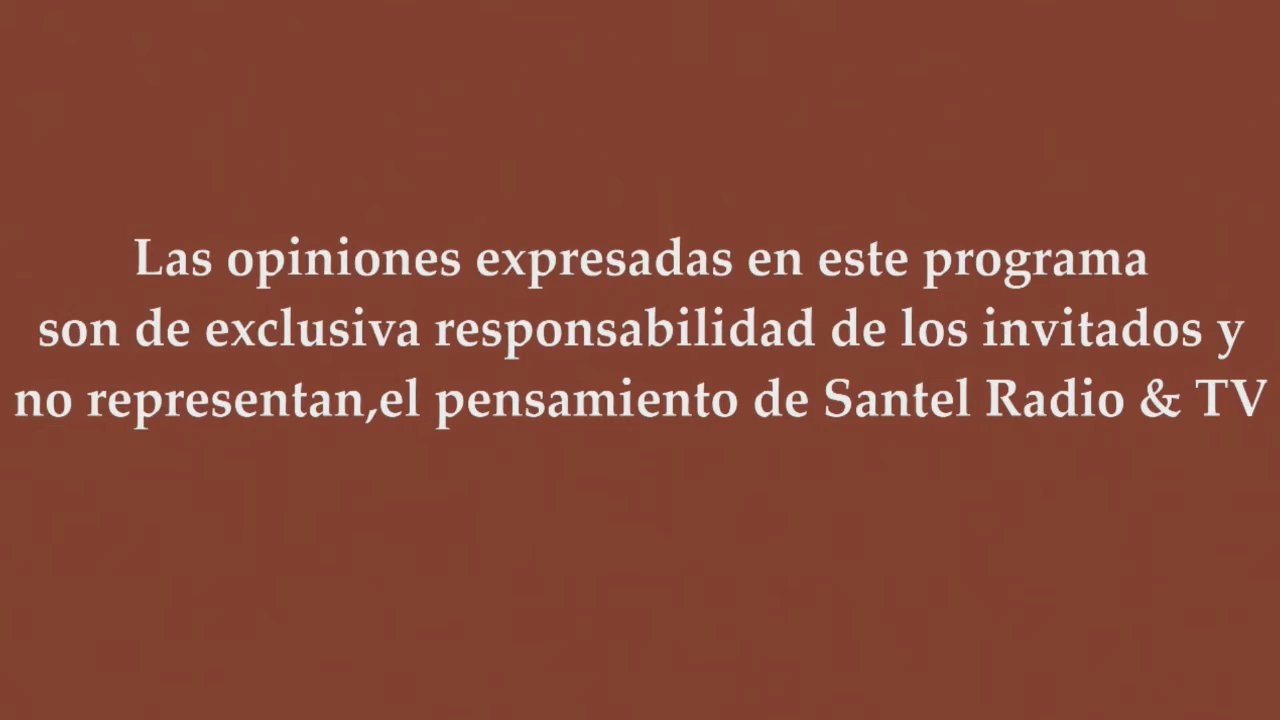 Las opiniones expresadas en este programa
son de exclusiva responsabilidad de los invitados y
no representan,el pensamiento de Santel Radio & TV